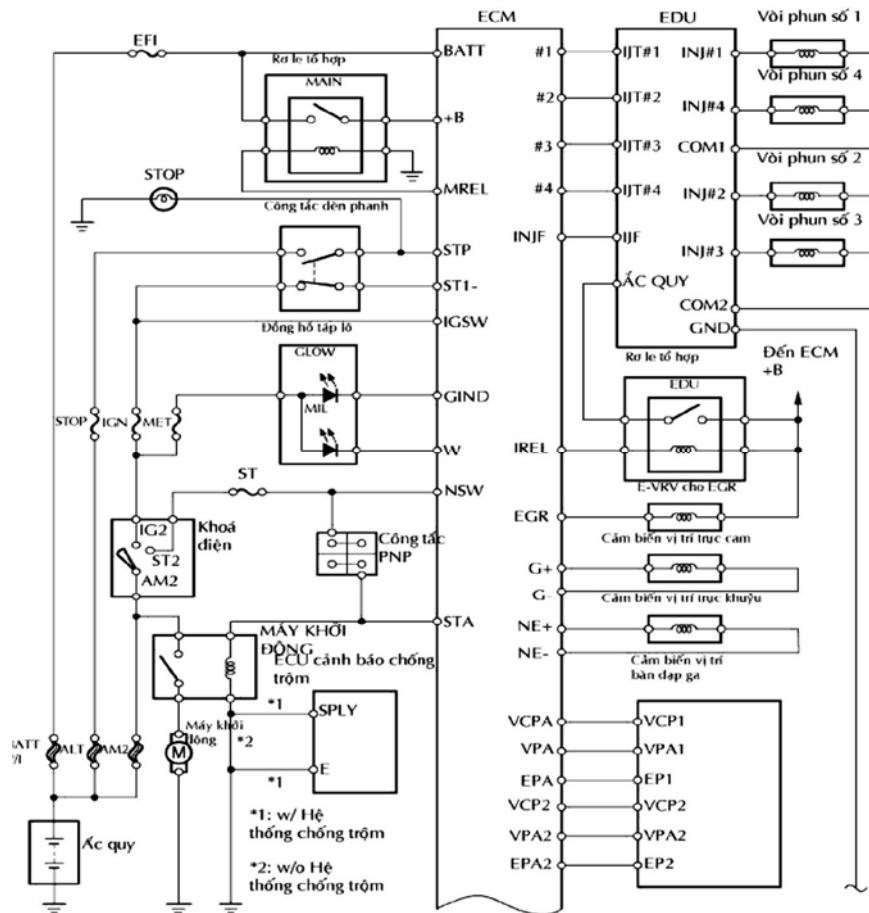 ECM
EDU
Vòi phun số 1
EFI
BATT
#1
IJT#1
INJ#1
Rơ le tổ hợp
Vòi phun số 4
MAIN
#2
IJT#2
INJ#4
+B
#3
IJT#3
COM1
Vòi phun số 2
STOP
MREL
#4
IJT#4
INJ#2
Công tắc dèn phanh
Vòi phun số 3
STP
INJF
IJF
INJ#3
ST1-
ẮC QUY
IGSW
COM2
Đồng hồ táp lô
GND
GLOW
Rơ le tổ hợp
Đến ECM
+B
EDU
STOP
IGN
MET
MIL
GIND
W
IREL
ST
NSW
E-VRV cho EGR
EGR
IG2
Khoá
điện
ST2
AM2
Công tắc
PNP
Cảm biến vị trí trục cam
G+
G-
Cảm biến vị trí trục khuỷu
STA
NE+
MÁY KHỞI
ĐỘNG
ECU cảnh báo chống
trộm
NE-
Cảm biến vị trí
bàn dạp ga
*1
SPLY
Máy khởi
động
*2
M
E
*1
VCPA
VCP1
VPA
VPA1
EPA
EP1
VCP2
VCP2
VPA2
VPA2
EPA2
EP2
ALT
AM2
*1: w/ Hệ
thống chống trộm
Ắc quy
*2: w/o Hệ
thống chống trộm